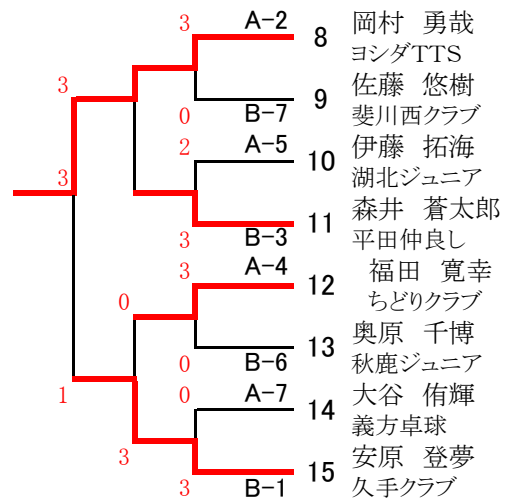 3 A-2 8 岡村 勇哉
ヨシダTTS
3
9 佐藤 悠樹
0 B-7 斐川西クラブ
2 A-5 10 伊藤 拓海
湖北ジュニア
3
11 森井 蒼太郎
3 B-3 平田仲良し
3 A-4 12 福田 寛幸
ちどりクラブ
0
13 奥原 千博
0 B-6 秋鹿ジュニア
0 A-7 14 大谷 侑輝
1
義方卓球
3
15 安原 登夢
3 B-1 久手クラブ